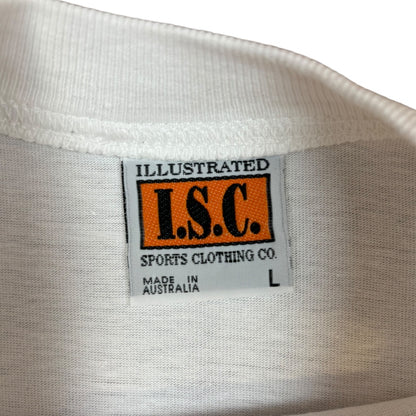 ILLUSTRATED
I.S.C.
SPORTS CLOTHING CO.
MADE IN
AUSTRALIA
L